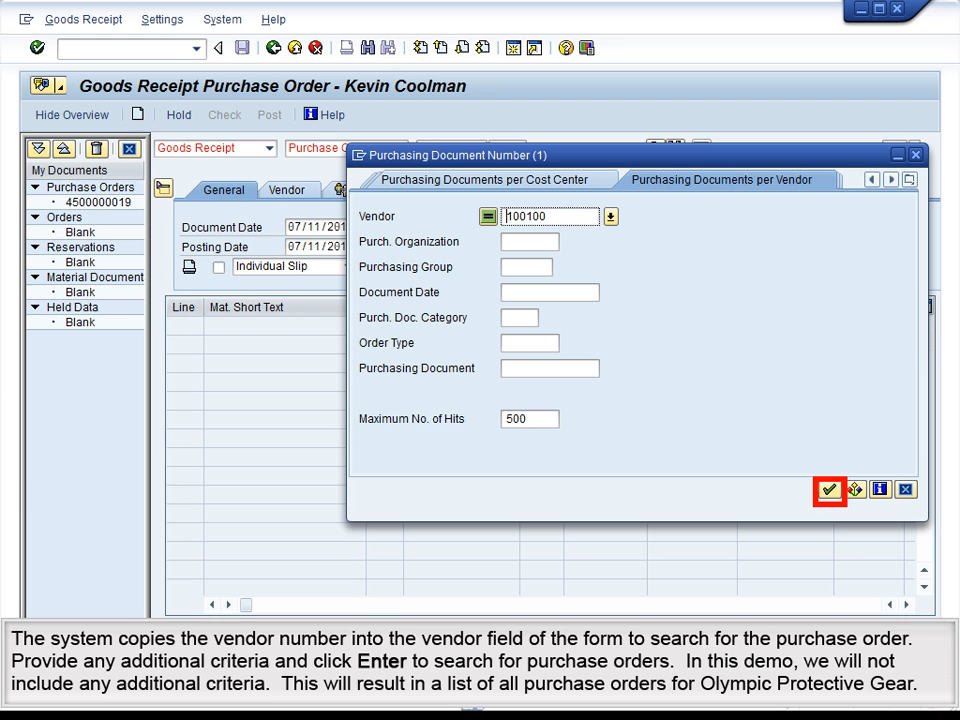 Goods Receipt Settings System Help
Goods Receipt Purchase Order - Kevin Coolman
Hide Overview Hold Check Post Help
Goods Receipt Purchase
My Documents
Purchase Orders
4500000019
Orders
Blank
Reservations
Blank
Material Document
Blank
Held Data
Blank
General Vendor
Document Date 07/11/201
Posting Date 07/11/201
Individual Slip
Line Mat. Short Text
Purchasing Document Number (1)
Purchasing Documents per Cost Center Purchasing Documents per Vendor
Vendor 100100
Purch. Organization
Purchasing Group
Document Date
Purch. Doc. Category
Order Type
Purchasing Document
Maximum No. of Hits 500
The system copies the vendor number into the vendor field of the form to search for the purchase order.
Provide any additional criteria and click Enter to search for purchase orders. In this demo, we will not
include any additional criteria. This will result in a list of all purchase orders for Olympic Protective Gear.